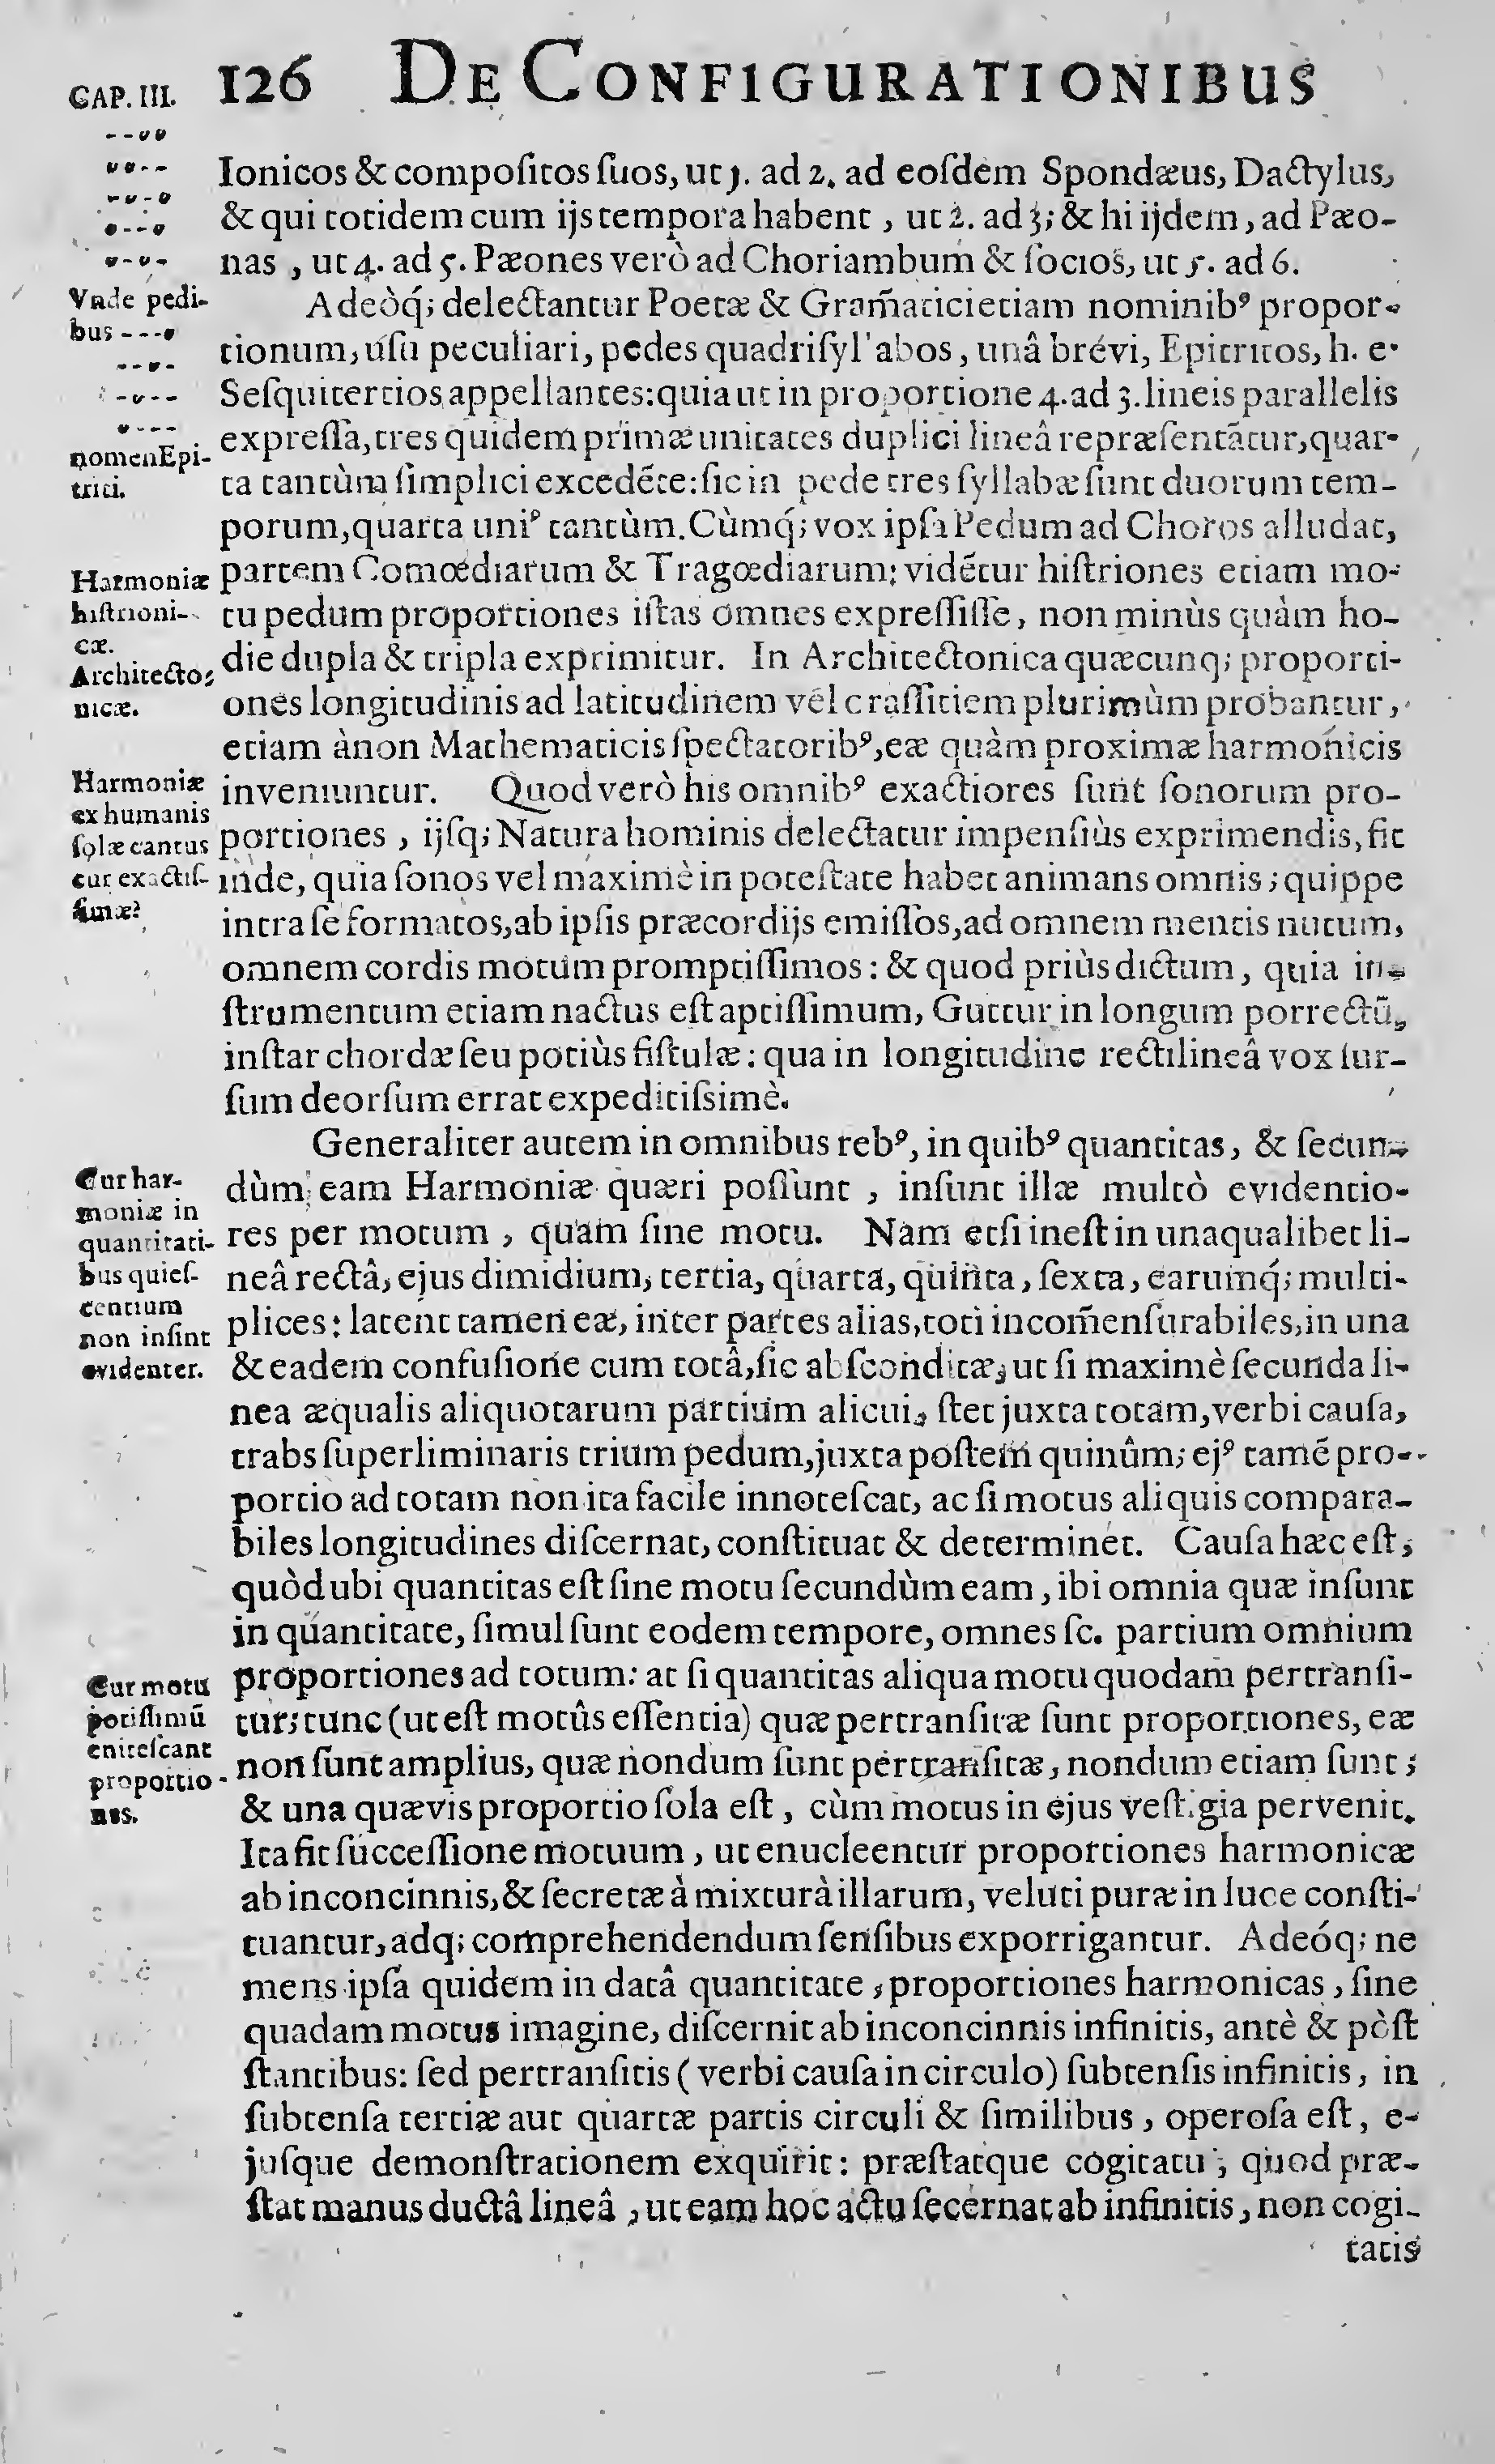 CAP. III. 126 DE CONFIGURATIONIBUS
Ionicos & compoſitos ſuos, ut 1. ad 2. ad eoſdem Spondæus, Dactylus,
& qui totidem cum ijs tempora habent, ut 2. ad 3; & hi ijdem, ad Pæo-
nas, ut 4. ad 5. Pæones verò ad Choriambum & ſocios, ut 5. ad 6.
Adeòq́; delectantur Poetæ & Gram̃atici etiam nominibꝰ propor-
tionum, uſu peculiari, pedes quadriſyllabos, unâ brévi, Epitritos, h. e.
Seſquitertios appellantes: quia ut in proportione 4. ad 3. lineis parallelis
expreſſa, tres quidem primæ unitates duplici lineâ repræſentãtur, quar-
ta tantùm ſimplici excedẽte: ſic in pede tres ſyllabæ ſunt duorum tem-
porum, quarta uniꝰ tantùm. Cùmq́; vox ipſa Pedum ad Choros alludat,
partem Comœdiarum & Tragœdiarum; vidẽtur hiſtriones etiam mo-
tu pedum proportiones iſtas omnes expreſſiſſe, non minùs quàm ho-
die dupla & tripla exprimitur. In Architectonica quæcunq; proporti-
ones longitudinis ad latitudinem vel craſſitiem plurimùm probantur,
etiam à non Mathematicis ſpectatoribꝰ, eæ quàm proximæ harmonicis
inveniuntur. Quod verò his omnibꝰ exactiores ſunt ſonorum pro-
portiones, ijſq; Natura hominis delectatur impenſiùs exprimendis, fit
inde, quia ſonos vel maximè in poteſtate habet animans omnis; quippe
intra ſe formatos, ab ipſis præcordijs emiſſos, ad omnem mentis nutum,
omnem cordis motum promptiſſimos: & quod priùs dictum, quia in-
ſtrumentum etiam nactus eſt aptiſſimum, Guttur in longum porrectũ,
inſtar chordæ ſeu potiùs fiſtulæ: qua in longitudine rectilineâ vox ſur-
ſum deorſum errat expeditiſsimè.
Generaliter autem in omnibus rebꝰ, in quibꝰ quantitas, & ſecun-
dùm eam Harmoniæ quæri poſſunt, inſunt illæ multò evidentio-
res per motum, quam ſine motu. Nam etſi ineſt in unaqualibet li-
neâ rectâ, ejus dimidium, tertia, quarta, quinta, ſexta, earumq́; multi-
plices: latent tamen eæ, inter partes alias, toti incom̃enſurabiles, in una
& eadem confuſione cum totâ, ſic abſconditæ, ut ſi maximè ſecunda li-
nea æqualis aliquotarum partium alicui, ſtet juxta totam, verbi cauſa,
trabs ſuperliminaris trium pedum, juxta poſtem quinûm; ejꝰ tamẽ pro-
portio ad totam non ita facile innoteſcat, ac ſi motus aliquis compara-
biles longitudines diſcernat, conſtituat & determinet. Cauſa hæc eſt,
quòd ubi quantitas eſt ſine motu ſecundùm eam, ibi omnia quæ inſunt
in quantitate, ſimul ſunt eodem tempore, omnes ſc. partium omnium
proportiones ad totum: at ſi quantitas aliqua motu quodam pertranſi-
tur; tunc (ut eſt motûs eſſentia) quæ pertranſitæ ſunt proportiones, eæ
non ſunt amplius, quæ nondum ſunt pertranſitæ, nondum etiam ſunt;
& una quævis proportio ſola eſt, cùm motus in ejus veſtigia pervenit.
Ita fit ſucceſſione motuum, ut enucleentur proportiones harmonicæ
ab inconcinnis, & ſecretæ à mixturà illarum, veluti puræ in luce conſti-
tuantur, adq; comprehendendum ſenſibus exporrigantur. Adeóq; ne
mens ipſa quidem in datâ quantitate, proportiones harmonicas, ſine
quadam motus imagine, diſcernit ab inconcinnis infinitis, antè & pòſt
ſtantibus: ſed pertranſitis (verbi cauſa in circulo) ſubtenſis infinitis, in
ſubtenſa tertiæ aut quartæ partis circuli & ſimilibus, operoſa eſt, e-
juſque demonſtrationem exquirit: præſtatque cogitatu, quod præ-
ſtat manus ductâ lineâ, ut eam hoc actu ſecernat ab infinitis, non cogi-
tatis
Vnde pedi-
bus
nomen Epi-
triti.
Harmoniæ
hiſtrioni-
cæ.
Architecto-
nicæ.
Harmoniæ
ex humanis
ſolæ cantus
cur exactiſ-
ſimæ?
Cur har-
moniæ in
quantitati-
bus quieſ-
centium
non inſint
evidenter.
Cur motu
potiſſimũ
eniteſcant
proportio-
nes.